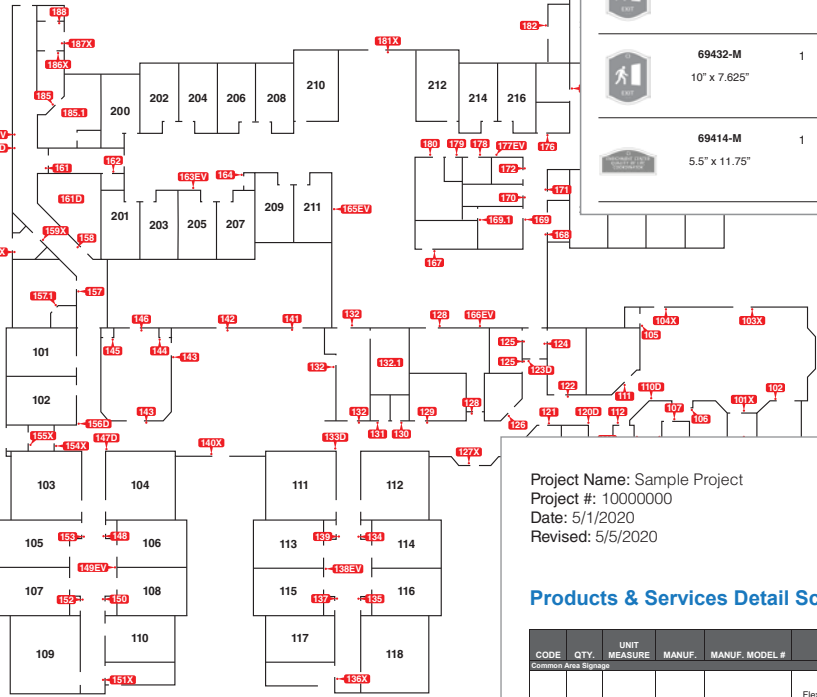 188
187X
186X
185
185.1
200
202
204
206
208
210
181X
212
214
216
182
EXIT
69432-M
1
10" x 7.625"
EXIT
69414-M
1
5.5" x 11.75"
180
179
178
177EV
176
172
171
170
169.1
169
168
167
161
162
163EV
164
161D
201
203
205
207
209
211
165EV
159X
158
157.1
157
146
142
141
132
128
166EV
104X
103X
105
101
145
144
143
132
132.1
125
125
124
123D
122
111
110D
102
102
156D
143
132
131
130
129
128
126
121
120D
112
107
106
101X
155X
154X
147D
140X
133D
127X
103
104
111
112
105
153
148
106
113
139
134
114
149EV
138EV
107
152
150
108
115
137
135
116
109
110
117
118
151X
136X
Project Name: Sample Project
Project #: 10000000
Date: 5/1/2020
Revised: 5/5/2020
Products & Services Detail Sc
CODE QTY. UNIT MEASURE MANUF. MANUF. MODEL #
Common Area Signage
Flex